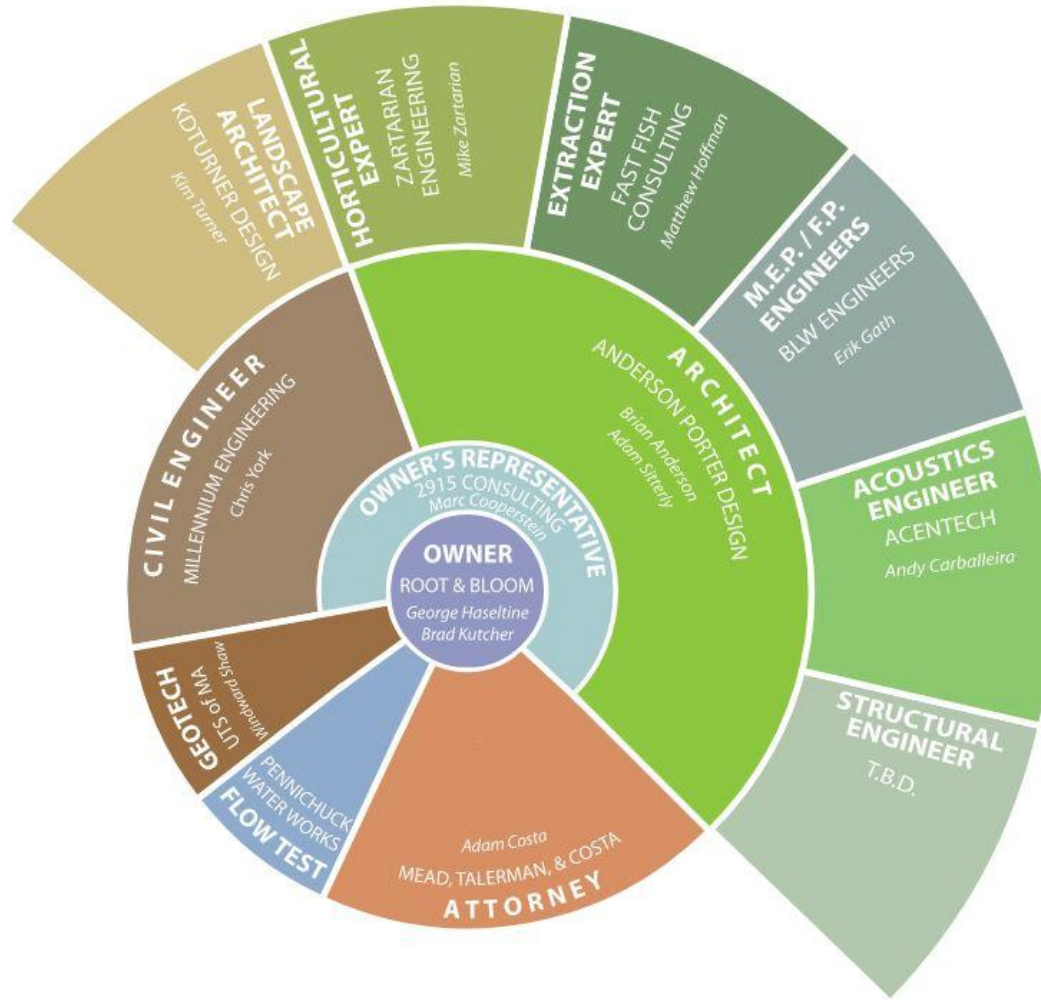 LANDSCAPE
ARCHITECT
KDTURNER DESIGN
Kim Turner
HORTICULTURAL
EXPERT
ZARTARIAN
ENGINEERING
Mike Zartarian
EXTRACTION
EXPERT
FAST FISH
CONSULTING
Matthew Hoffman
M.E.P. / F.P.
ENGINEERS
BLW ENGINEERS
Erik Gath
ACOUSTICS
ENGINEER
ACENTECH
Andy Carballeira
STRUCTURAL
ENGINEER
T.B.D.
ARCHITECT
ANDERSON PORTER DESIGN
Brian Anderson
Adam Sitterly
CIVIL ENGINEER
MILLENNIUM ENGINEERING
Chris York
OWNER'S REPRESENTATIVE
2915 CONSULTING
Marc Cooperstein
OWNER
ROOT & BLOOM
George Haseltine
Brad Kutcher
GEOTECH
UTS of MA
Windward Shaw
PENNICHUCK
WATER WORKS
FLOW TEST
Adam Costa
MEAD, TALERMAN, & COSTA
ATTORNEY